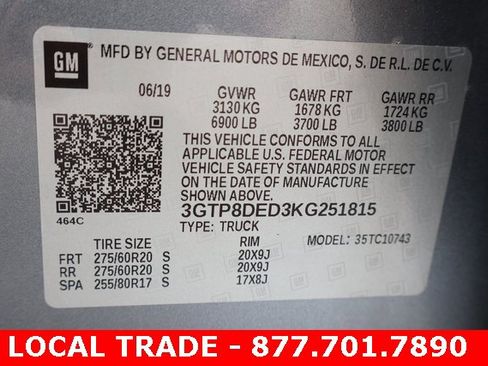 GM
MFD BY GENERAL MOTORS DE MEXICO, S. DE R.L. DE C.V.
06/19 GVWR GAWR FRT GAWR RR
3130 KG 1678 KG 1724 KG
6900 LB 3700 LB 3800 LB
THIS VEHICLE CONFORMS TO ALL
APPLICABLE U.S. FEDERAL MOTOR
VEHICLE SAFETY STANDARDS IN EFFECT
ON THE DATE OF MANUFACTURE
SHOWN ABOVE.
464C
3GTP8DED3KG251815
TYPE: TRUCK
TIRE SIZE RIM MODEL: 35TC10743
FRT 275/60R20 S 20X9J
RR 275/60R20 S 20X9J
SPA 255/80R17 S 17X8J
LOCAL TRADE - 877.701.7890